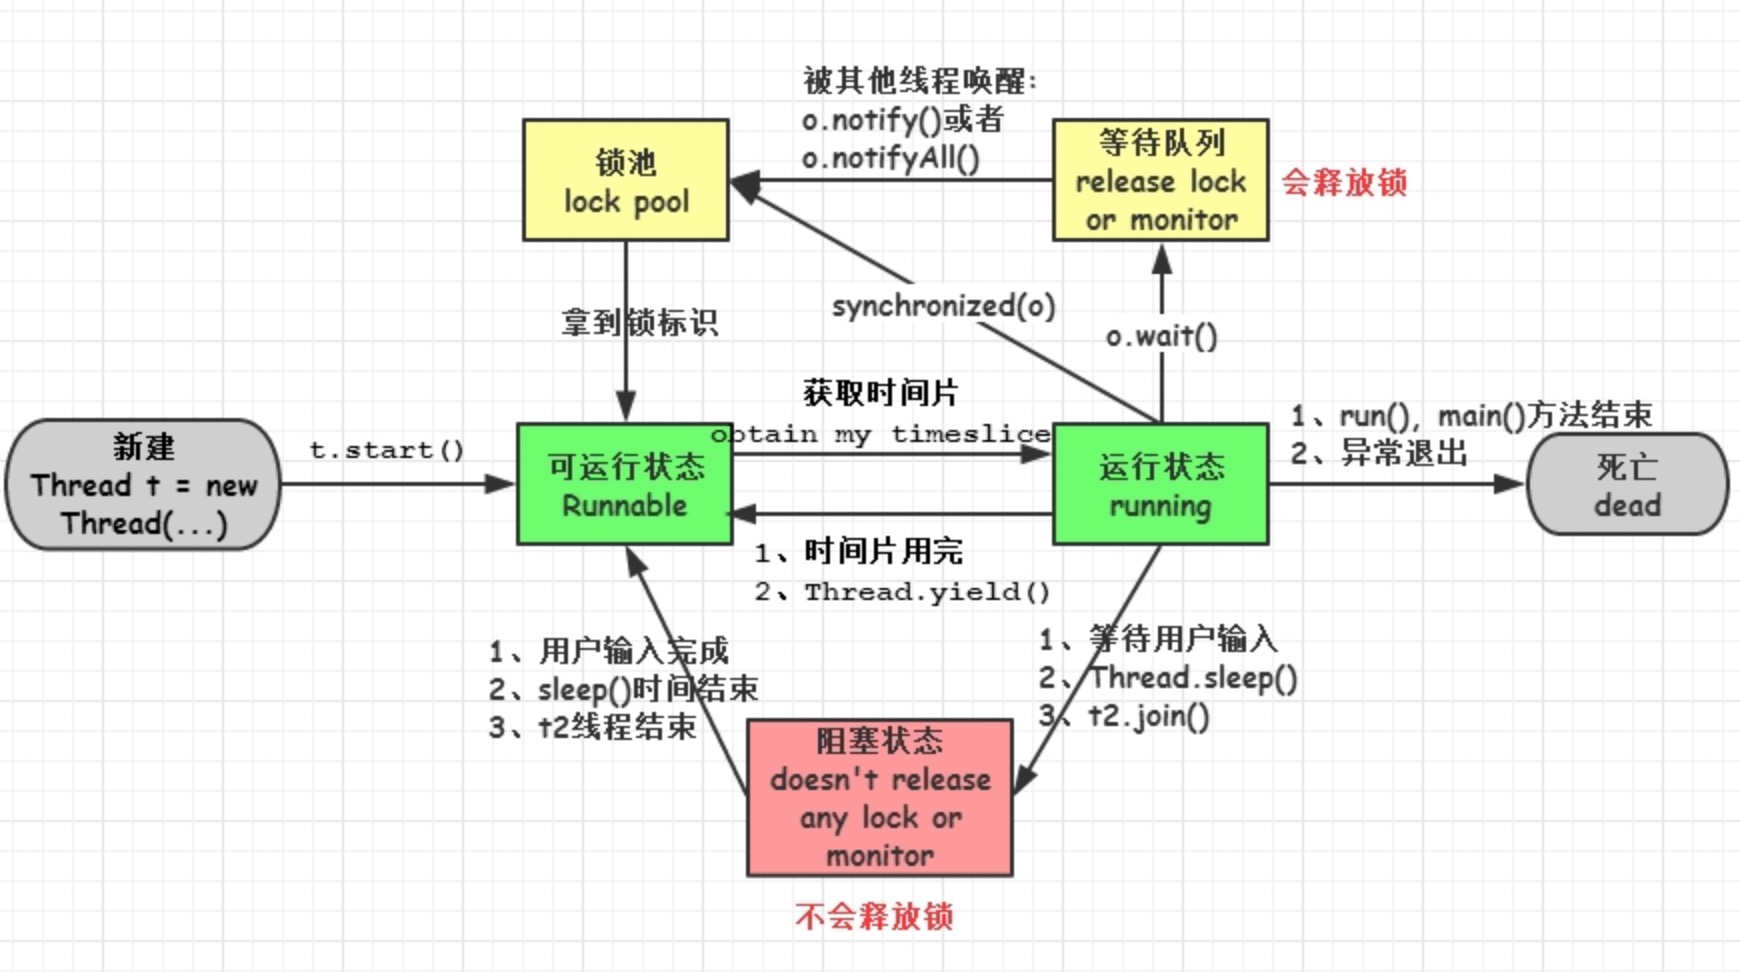 被其他线程唤醒:
o.notify()或者
o.notifyAll()
锁池
lock pool
等待队列
release lock
or monitor
会释放锁
拿到锁标识
synchronized(o)
o.wait()
新建
Thread t = new
Thread(...)
t.start()
可运行状态
Runnable
获取时间片
obtain my timeslice
运行状态
running
1、run(), main()方法结束
2、异常退出
死亡
dead
1、时间片用完
2、Thread.yield()
1、用户输入完成
2、sleep()时间结束
3、t2线程结束
1、等待用户输入
2、Thread.sleep()
3、t2.join()
阻塞状态
doesn't release
any lock or
monitor
不会释放锁